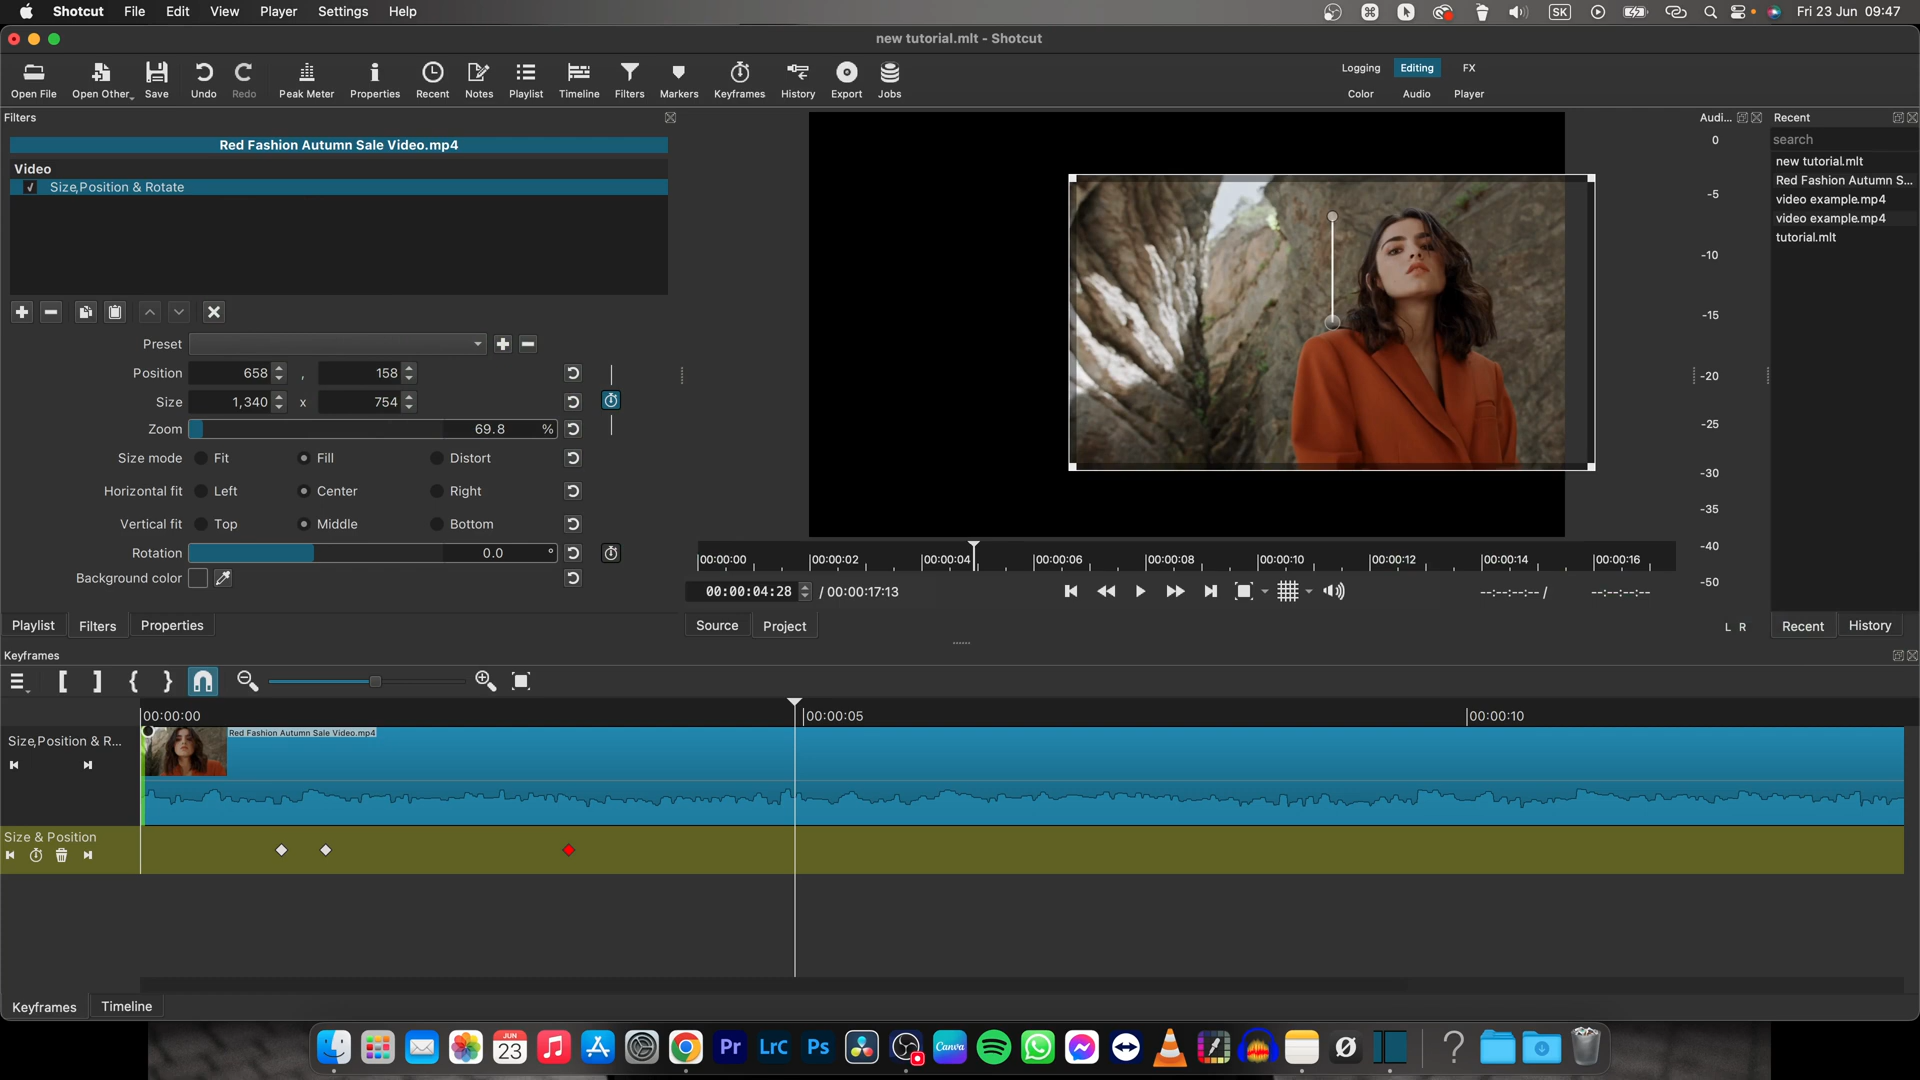 Shotcut File Edit View Player Settings Help
SK Fri 23 Jun 09:47
new tutorial.mlt - Shotcut
Open File Open Other Save Undo Redo Peak Meter Properties Recent Notes Playlist Timeline Filters Markers Keyframes History Export Jobs
Logging Editing FX
Color Audio Player
Filters
Red Fashion Autumn Sale Video.mp4
Video
Size,Position & Rotate
Preset
Position 658 , 158
Size 1,340 x 754
Zoom 69.8 %
Size mode Fit Fill Distort
Horizontal fit Left Center Right
Vertical fit Top Middle Bottom
Rotation 0.0 °
Background color
Playlist Filters Properties
00:00:00 00:00:02 00:00:04 00:00:06 00:00:08 00:00:10 00:00:12 00:00:14 00:00:16
00:00:04:28 / 00:00:17:13
--:--:--:-- / --:--:--:--
Source Project
Audi...
0
-5
-10
-15
-20
-25
-30
-35
-40
-50
L R
Recent
search
new tutorial.mlt
Red Fashion Autumn S...
video example.mp4
video example.mp4
tutorial.mlt
Recent History
Keyframes
00:00:00 00:00:05 00:00:10
Size,Position & R...
Red Fashion Autumn Sale Video.mp4
Size & Position
Keyframes Timeline
JUN
23
Pr
LrC
Ps
Canva